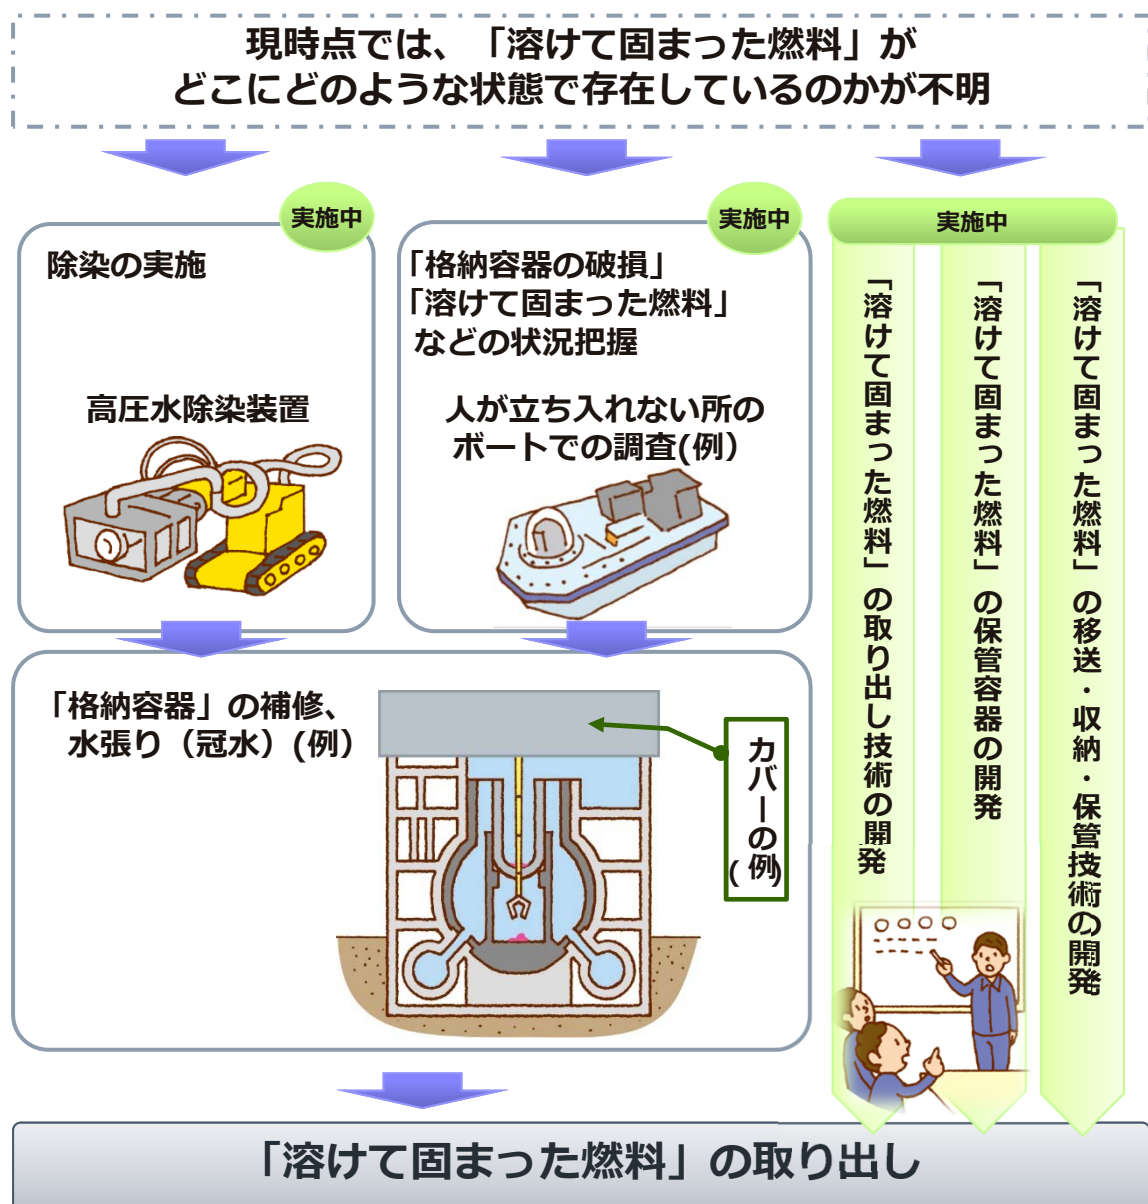 現時点では、「溶けて固まった燃料」が
どこにどのような状態で存在しているのかが不明
実施中
除染の実施
高圧水除染装置
実施中
「格納容器の破損」
「溶けて固まった燃料」
などの状況把握
人が立ち入れない所の
ボートでの調査(例)
実施中
「溶けて固まった燃料」の取り出し技術の開発
「溶けて固まった燃料」の保管容器の開発
「溶けて固まった燃料」の移送・収納・保管技術の開発
「格納容器」の補修、
水張り（冠水）(例)
カバーの(例)
「溶けて固まった燃料」の取り出し